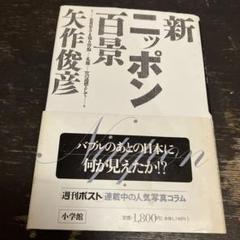 新
ニッポン
百景
矢作俊彦
バブルのあとの日本に
何が見えたか!?
Nippon
週刊ポスト 連載中の人気写真コラム
小学館
定価・1,800円